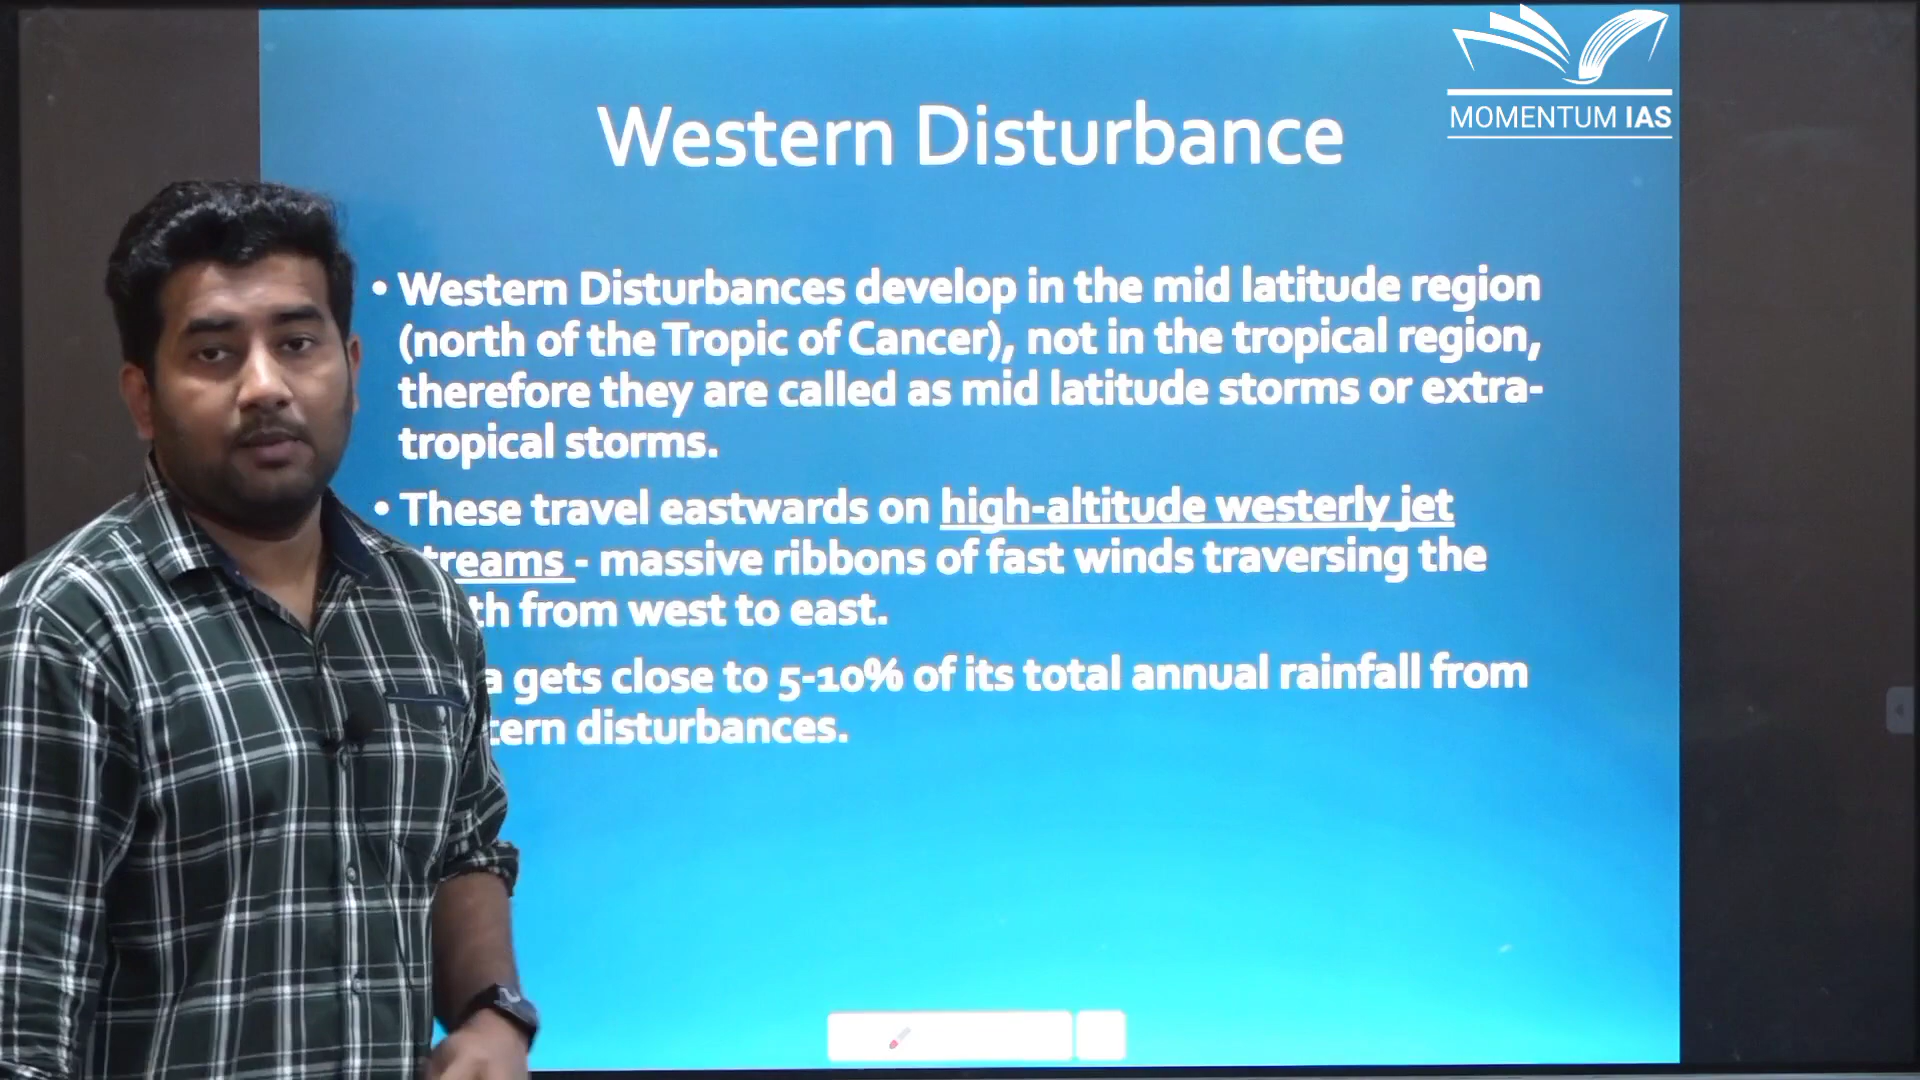 MOMENTUM IAS
Western Disturbance
• Western Disturbances develop in the mid latitude region
(north of the Tropic of Cancer), not in the tropical region,
therefore they are called as mid latitude storms or extra-
tropical storms.
• These travel eastwards on high-altitude westerly jet
treams - massive ribbons of fast winds traversing the
th from west to east.
a gets close to 5-10% of its total annual rainfall from
tern disturbances.